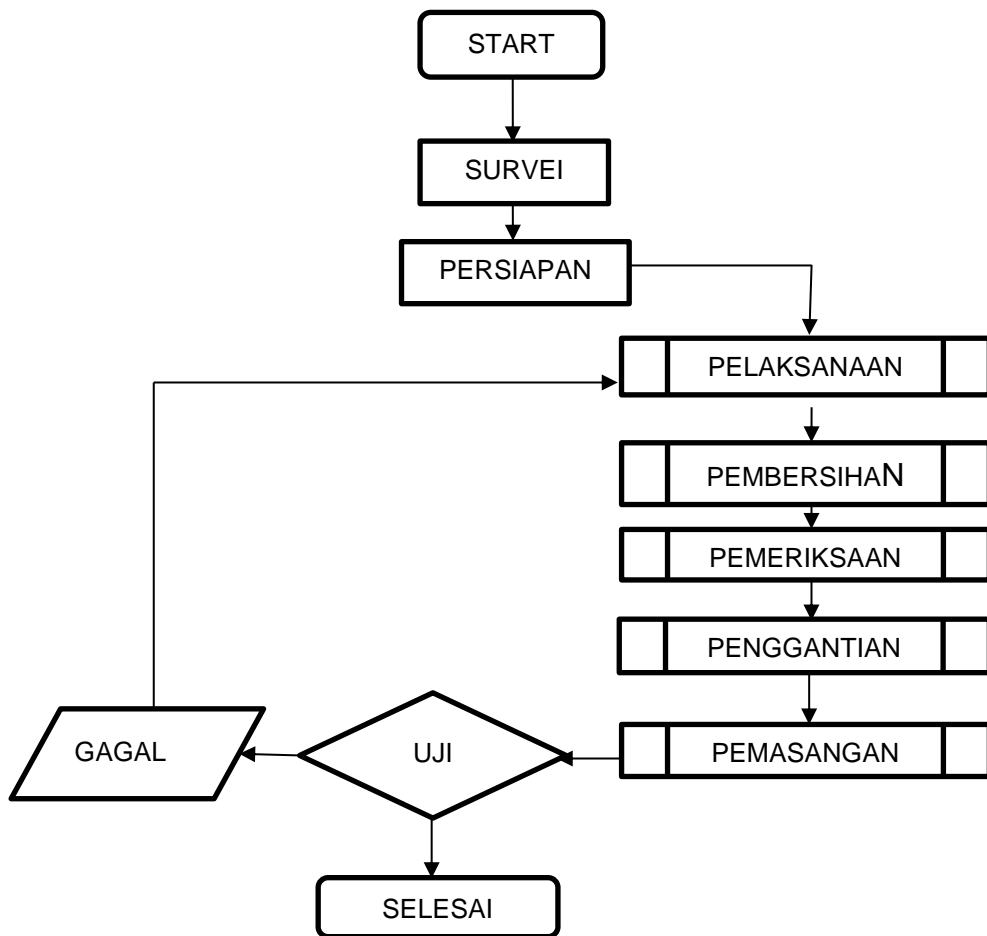 START
SURVEI
PERSIAPAN
PELAKSANAAN
PEMBERSIHAN
PEMERIKSAAN
PENGGANTIAN
PEMASANGAN
UJI
GAGAL
SELESAI